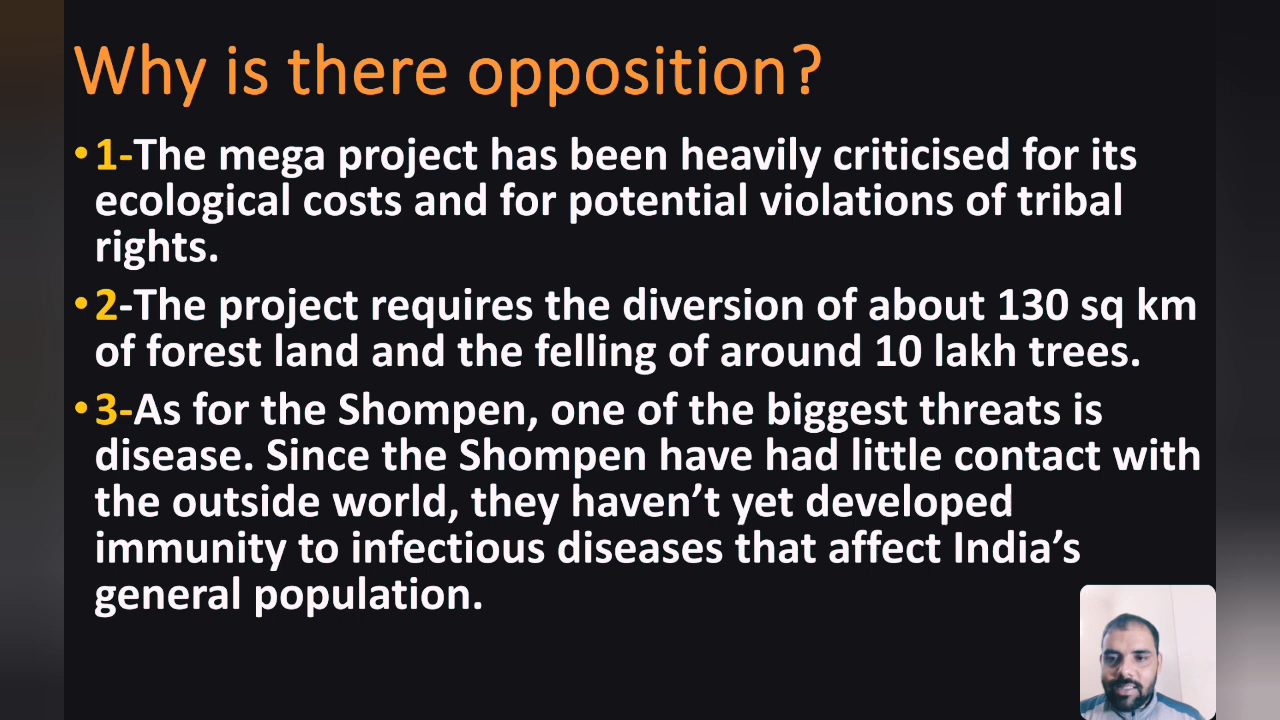 Why is there opposition?
•1-The mega project has been heavily criticised for its
ecological costs and for potential violations of tribal
rights.
•2-The project requires the diversion of about 130 sq km
of forest land and the felling of around 10 lakh trees.
•3-As for the Shompen, one of the biggest threats is
disease. Since the Shompen have had little contact with
the outside world, they haven’t yet developed
immunity to infectious diseases that affect India’s
general population.